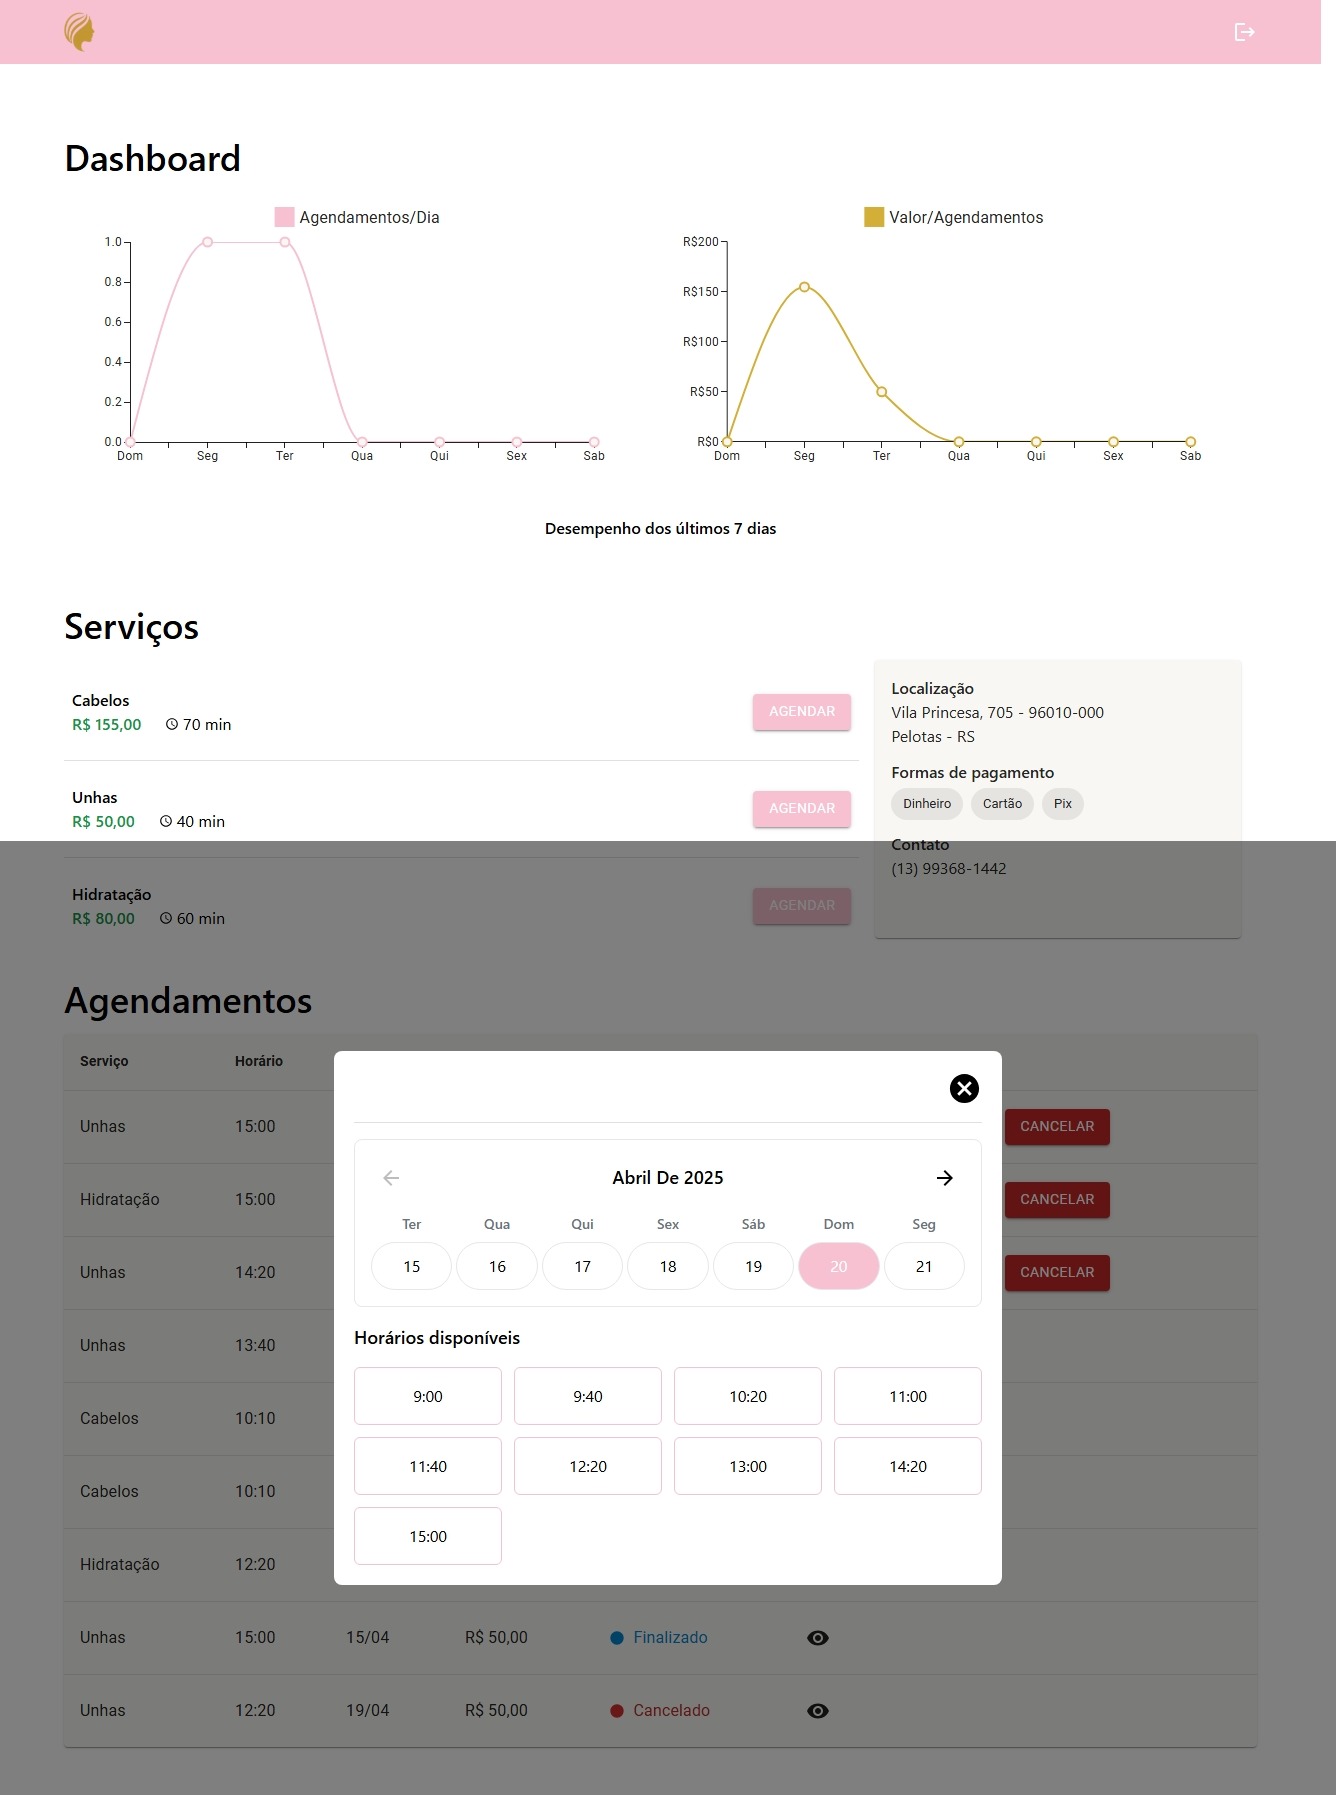 Dashboard
Agendamentos/Dia
1.0
0.8
0.6
0.4
0.2
0.0
Dom Seg Ter Qua Qui Sex Sab
Valor/Agendamentos
R$200
R$150
R$100
R$50
R$0
Dom Seg Ter Qua Qui Sex Sab
Desempenho dos últimos 7 dias
Serviços
Cabelos
R$ 155,00 70 min
AGENDAR
Unhas
R$ 50,00 40 min
AGENDAR
Hidratação
R$ 80,00 60 min
AGENDAR
Localização
Vila Princesa, 705 - 96010-000
Pelotas - RS
Formas de pagamento
Dinheiro Cartão Pix
Contato
(13) 99368-1442
Agendamentos
Serviço Horário
Unhas 15:00 CANCELAR
Hidratação 15:00 CANCELAR
Unhas 14:20 CANCELAR
Unhas 13:40
Cabelos 10:10
Cabelos 10:10
Hidratação 12:20
Unhas 15:00 15/04 R$ 50,00 Finalizado
Unhas 12:20 19/04 R$ 50,00 Cancelado
Abril De 2025
Ter Qua Qui Sex Sáb Dom Seg
15 16 17 18 19 20 21
Horários disponíveis
9:00 9:40 10:20 11:00
11:40 12:20 13:00 14:20
15:00